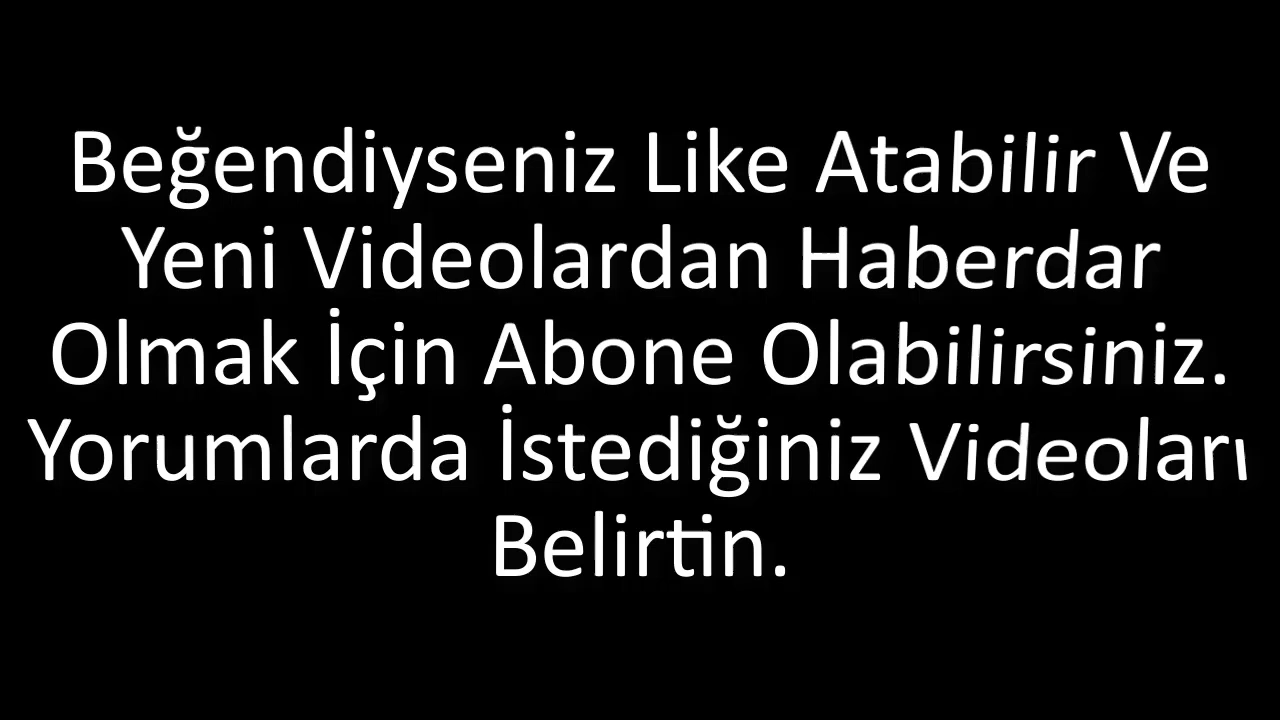 Beğendiyseniz Like Atabilir Ve
Yeni Videolardan Haberdar
Olmak İçin Abone Olabilirsiniz.
Yorumlarda İstediğiniz Videoları
Belirtin.